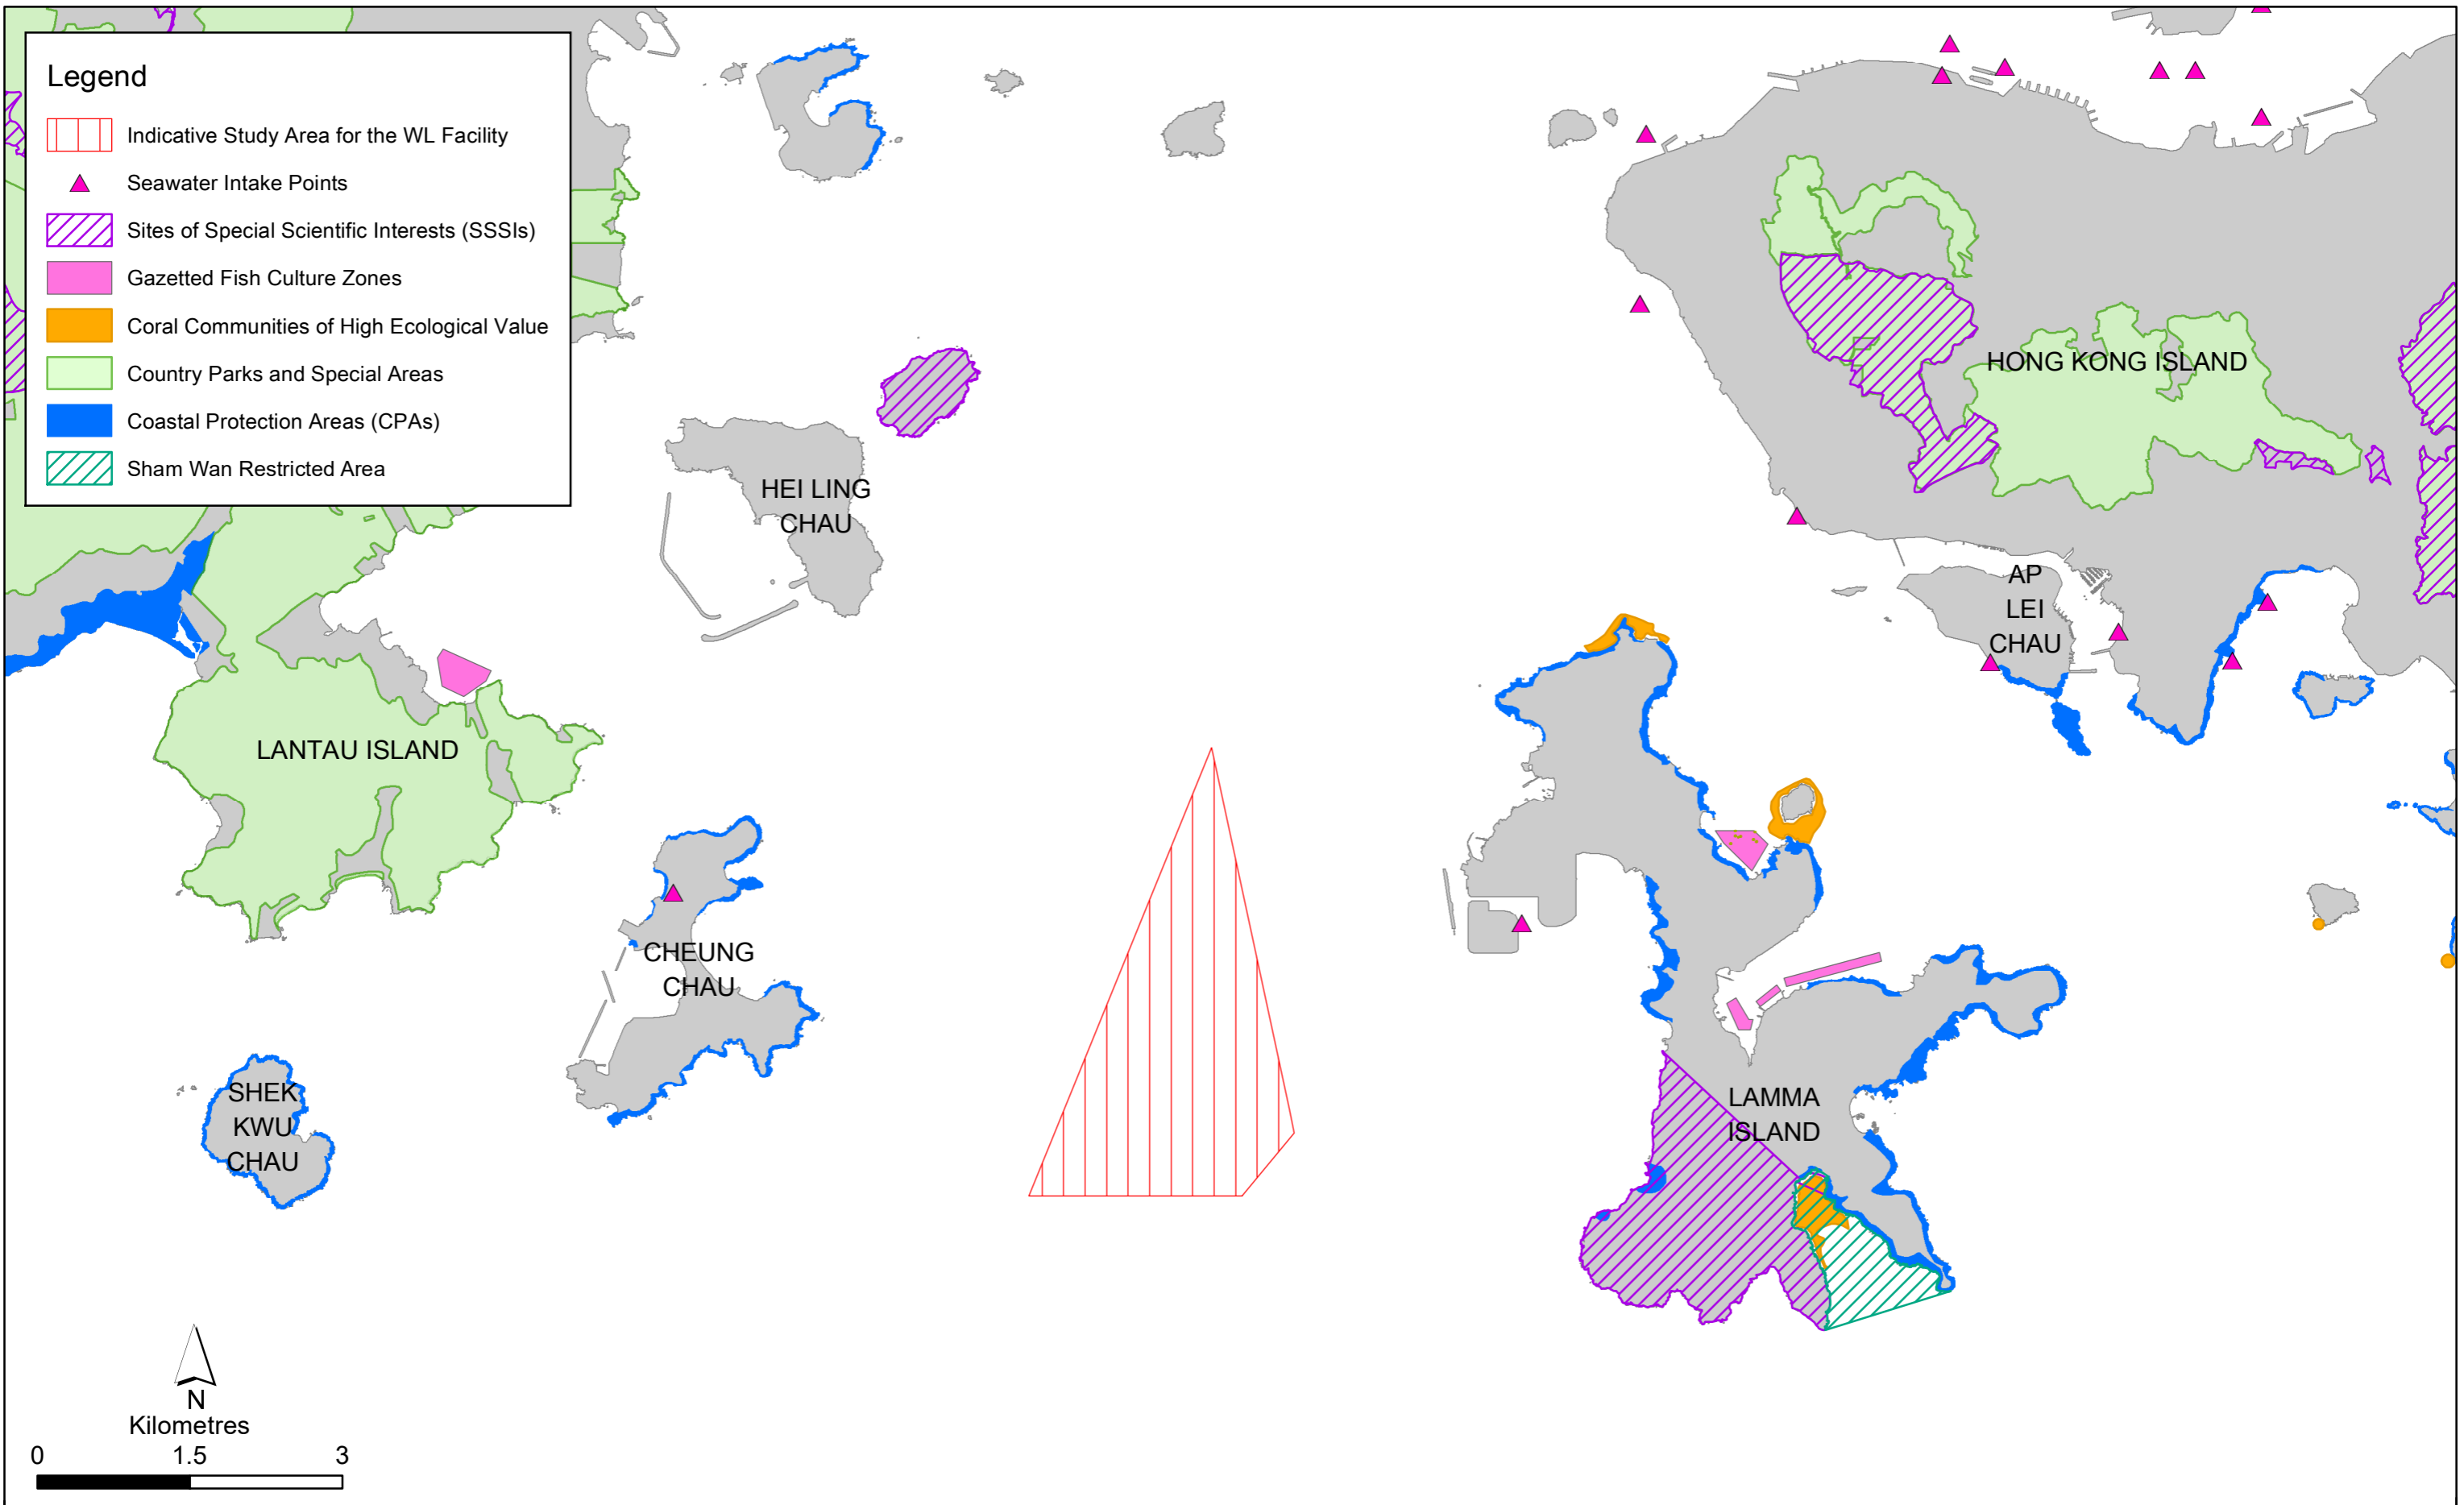 Legend
Indicative Study Area for the WL Facility
Seawater Intake Points
Sites of Special Scientific Interests (SSSIs)
Gazetted Fish Culture Zones
Coral Communities of High Ecological Value
Country Parks and Special Areas
Coastal Protection Areas (CPAs)
Sham Wan Restricted Area
HONG KONG ISLAND
HEI LING
CHAU
AP
LEI
CHAU
LANTAU ISLAND
CHEUNG
CHAU
SHEK
KWU
CHAU
LAMMA
ISLAND
N
Kilometres
0 1.5 3